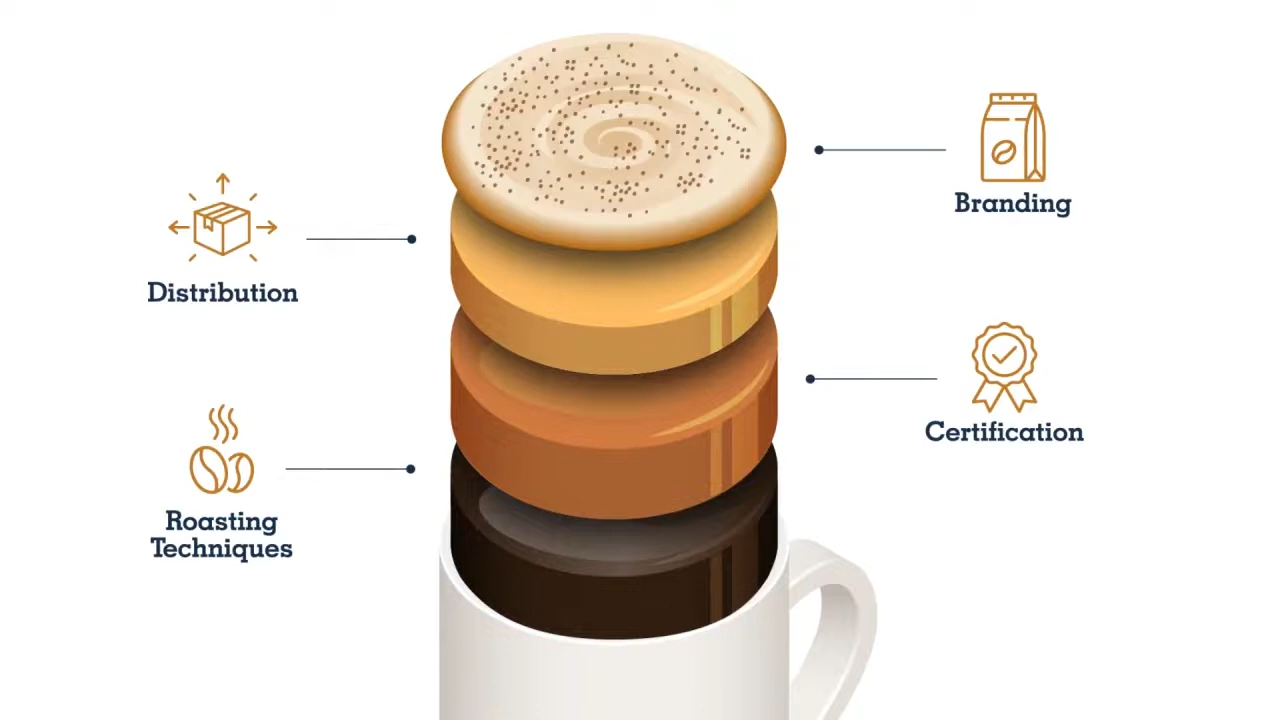 Branding
Distribution
Certification
Roasting
Techniques